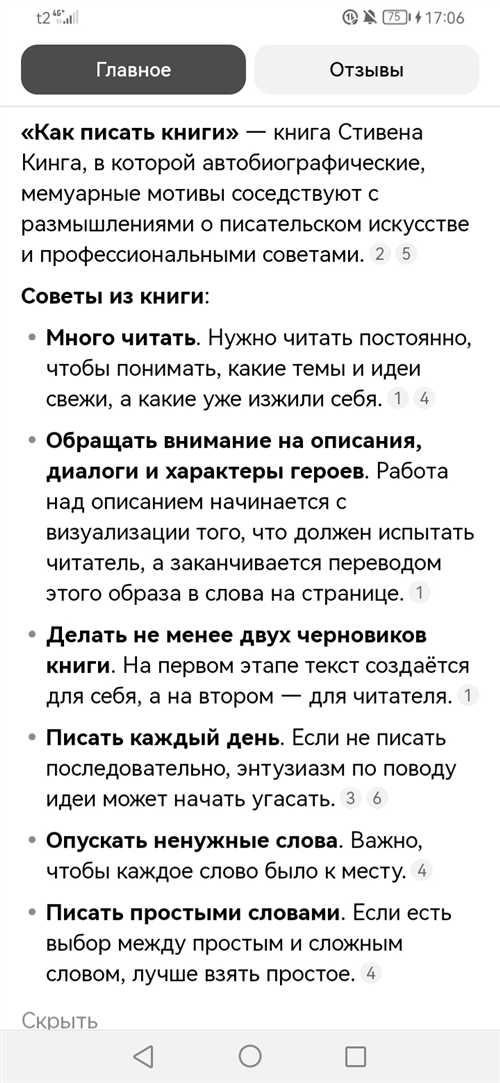 t2 4G+ 75 17:06
Главное Отзывы
«Как писать книги» — книга Стивена
Кинга, в которой автобиографические,
мемуарные мотивы соседствуют с
размышлениями о писательском искусстве
и профессиональными советами. 2 5
Советы из книги:
• Много читать. Нужно читать постоянно,
чтобы понимать, какие темы и идеи
свежи, а какие уже изжили себя. 1 4
• Обращать внимание на описания,
диалоги и характеры героев. Работа
над описанием начинается с
визуализации того, что должен испытать
читатель, а заканчивается переводом
этого образа в слова на странице. 1
• Делать не менее двух черновиков
книги. На первом этапе текст создаётся
для себя, а на втором — для читателя. 1
• Писать каждый день. Если не писать
последовательно, энтузиазм по поводу
идеи может начать угасать. 3 6
• Опускать ненужные слова. Важно,
чтобы каждое слово было к месту. 4
• Писать простыми словами. Если есть
выбор между простым и сложным
словом, лучше взять простое. 4
Скрыть